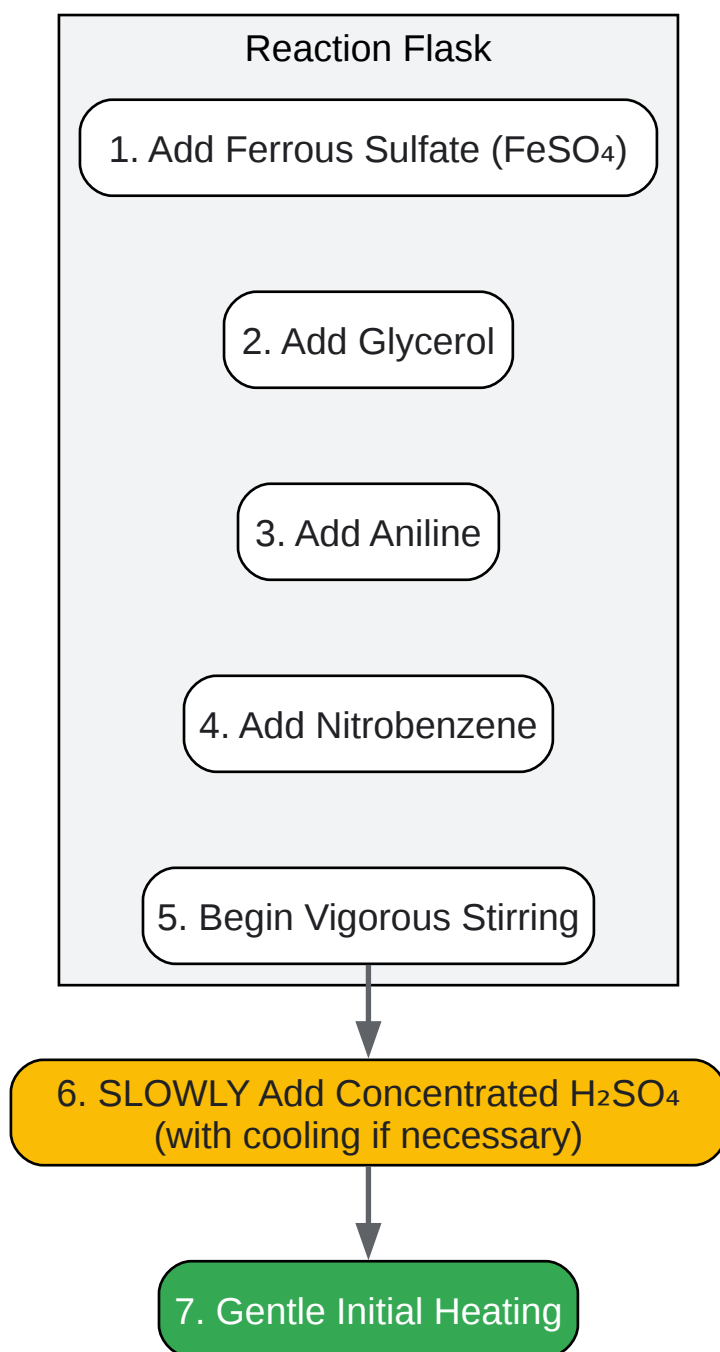 Reaction Flask
1. Add Ferrous Sulfate (FeSO₄)
2. Add Glycerol
3. Add Aniline
4. Add Nitrobenzene
5. Begin Vigorous Stirring
6. SLOWLY Add Concentrated H₂SO₄
(with cooling if necessary)
7. Gentle Initial Heating